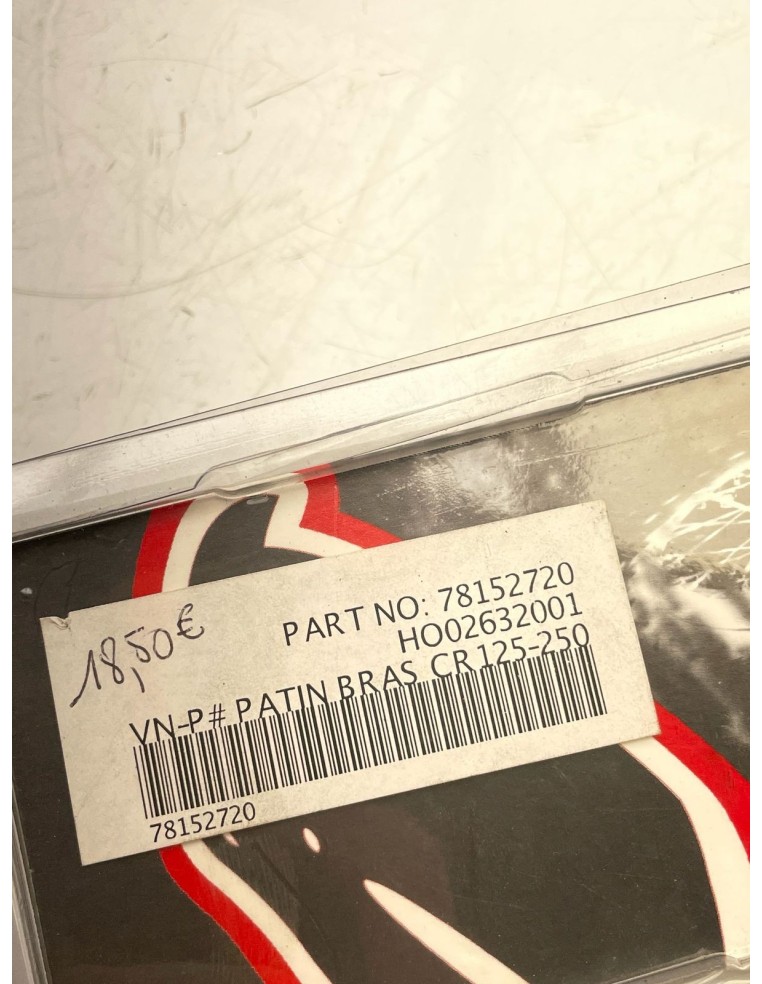 18,50€
PART NO: 78152720
HO02632001
VN-P# PATIN BRAS CR 125-250
78152720